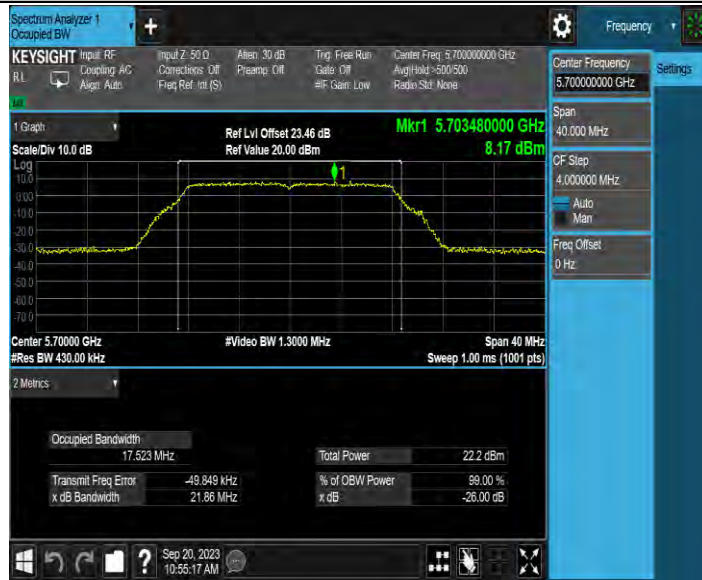 Spectrum Analyzer 1
Occupied BW
+
Frequency
KEYSIGHT Input: RF
RL
Coupling: AC
Align: Auto
Input Z: 50 Ω
Corrections: Off
Freq Ref: Int (S)
Atten: 30 dB
Preamp: Off
Trig: Free Run
Gate: Off
#IF Gain: Low
Center Freq: 5.700000000 GHz
Avg|Hold:>500/500
Radio Std: None
Center Frequency
5.700000000 GHz
Settings
Span
40.000 MHz
CF Step
4.000000 MHz
Auto
Man
Freq Offset
0 Hz
1 Graph
Scale/Div 10.0 dB
Ref Lvl Offset 23.46 dB
Ref Value 20.00 dBm
Mkr1 5.703480000 GHz
8.17 dBm
Log
10.0
0.00
-10.0
-20.0
-30.0
-40.0
-50.0
-60.0
-70.0
1
Center 5.70000 GHz
#Res BW 430.00 kHz
#Video BW 1.3000 MHz
Span 40 MHz
Sweep 1.00 ms (1001 pts)
2 Metrics
Occupied Bandwidth
17.523 MHz
Total Power 22.2 dBm
Transmit Freq Error -49.849 kHz
% of OBW Power 99.00 %
x dB Bandwidth 21.86 MHz
x dB -26.00 dB
?
Sep 20, 2023
10:55:17 AM